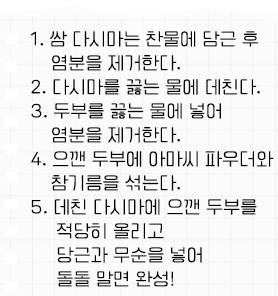 1. 쌈 다시마는 찬물에 담근 후
염분을 제거한다.
2. 다시마를 끓는 물에 데친다.
3. 두부를 끓는 물에 넣어
염분을 제거한다.
4. 으깬 두부에 아마씨 파우더와
참기름을 섞는다.
5. 데친 다시마에 으깬 두부를
적당히 올리고
당근과 무순을 넣어
돌돌 말면 완성!